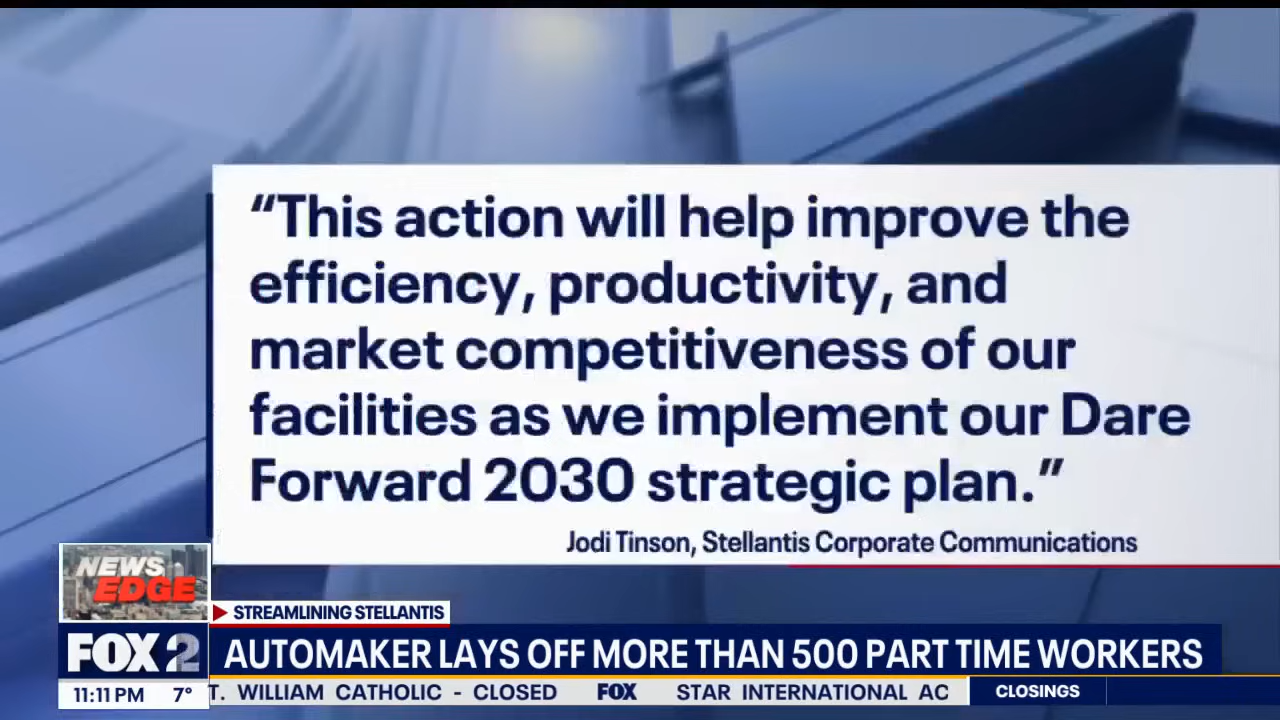 “This action will help improve the
efficiency, productivity, and
market competitiveness of our
facilities as we implement our Dare
Forward 2030 strategic plan.”
Jodi Tinson, Stellantis Corporate Communications
NEWS
EDGE
STREAMLINING STELLANTIS
FOX 2
AUTOMAKER LAYS OFF MORE THAN 500 PART TIME WORKERS
11:11 PM 7° T. WILLIAM CATHOLIC - CLOSED FOX STAR INTERNATIONAL AC CLOSINGS